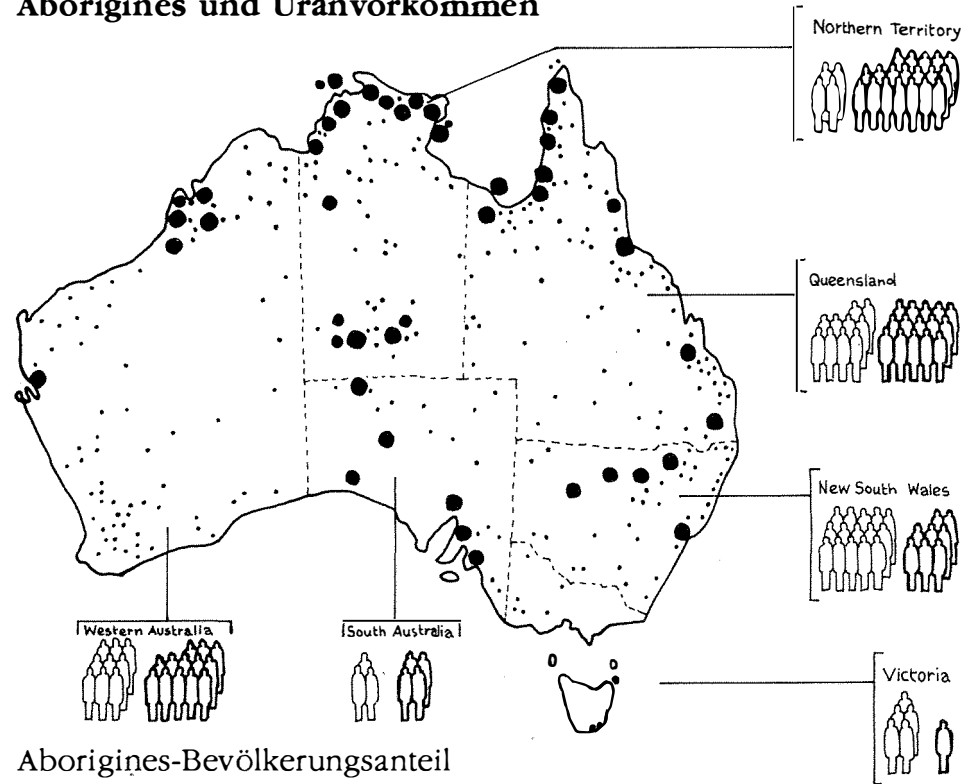 Aborigines und Uranvorkommen
Northern Territory
Queensland
New South Wales
Western Australia
South Australia
Victoria
Aborigines-Bevölkerungsanteil